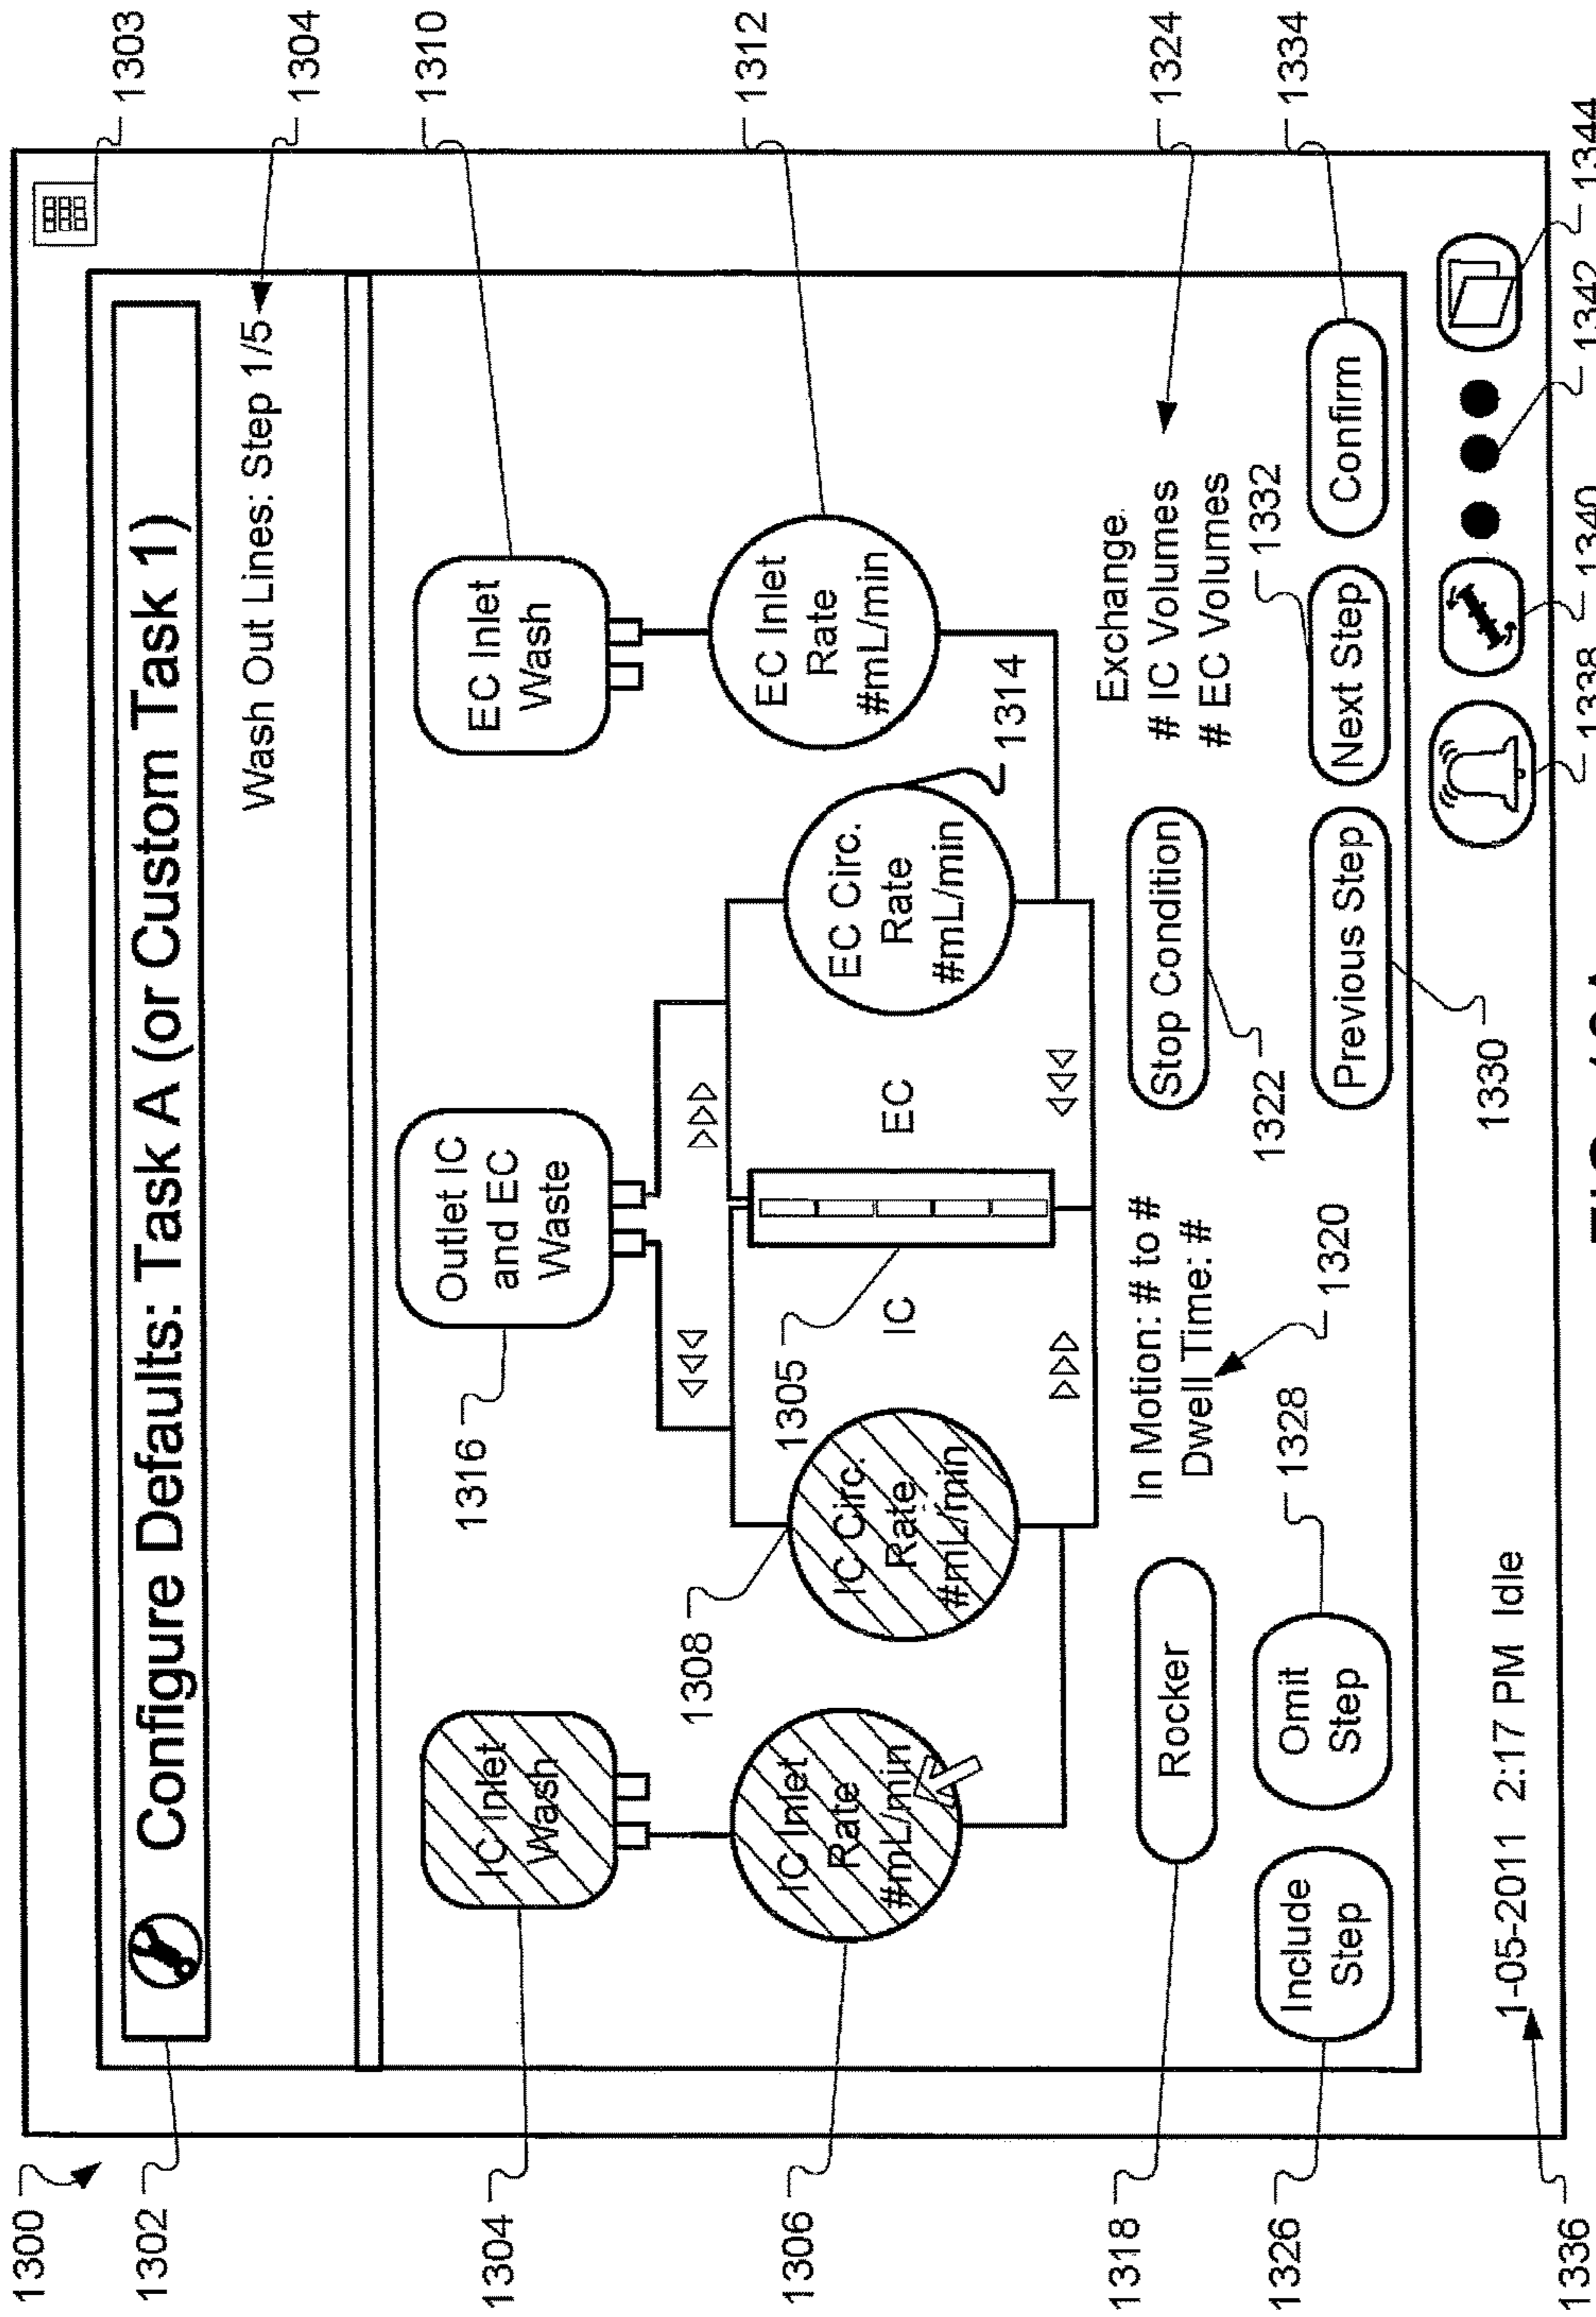 1300
1302
Configure Defaults: Task A (or Custom Task 1)
1303
Wash Out Lines: Step 1/5
1304
1304
IC Inlet
Wash
1316
Outlet IC
and EC
Waste
EC Inlet
Wash
1310
1306
IC Inlet
Rate
#mL/min
1308
IC Circ.
Rate
#mL/min
1305
IC
EC
EC Circ.
Rate
#mL/min
1314
EC Inlet
Rate
#mL/min
1312
1318
Rocker
In Motion: # to #
Dwell Time: #
1320
Stop Condition
1322
Exchange
# IC Volumes
# EC Volumes
1324
1326
Include
Step
Omit
Step
1328
Previous Step
1330
Next Step
1332
Confirm
1334
1336
1-05-2011 2:17 PM Idle
1338
1340
1342
1344